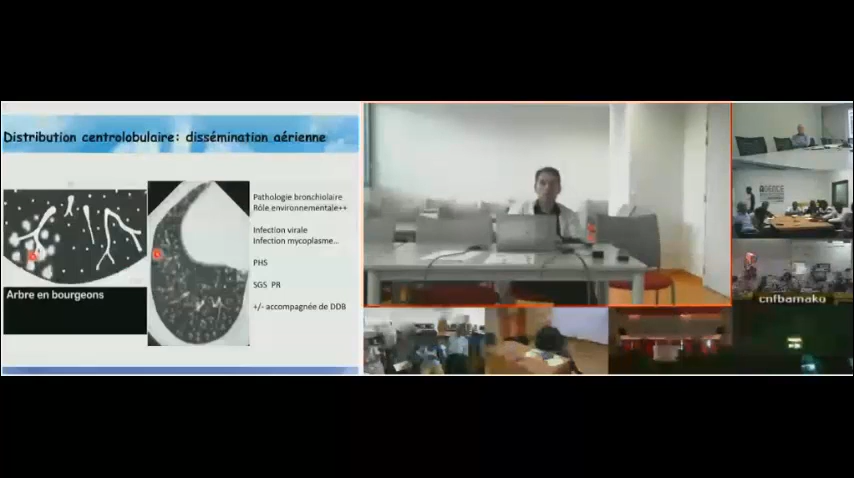 Distribution centrolobulaire: dissémination aérienne
Pathologie bronchiolaire
Rôle environnementale++
Infection virale
Infection mycoplasme...
PHS
SGS PR
+/- accompagnée de DDB
Arbre en bourgeons
cnfbamako